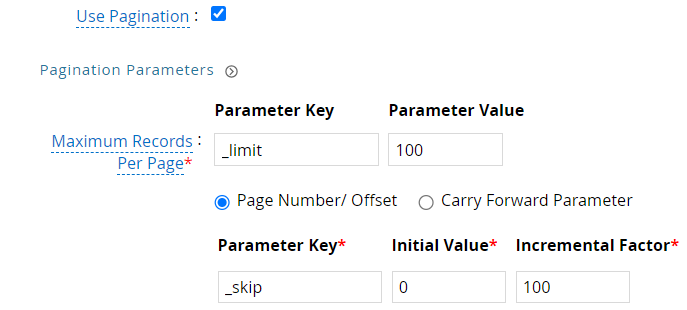 Use Pagination :
Pagination Parameters
Parameter Key Parameter Value
Maximum Records Per Page* :
_limit 100
Page Number/ Offset Carry Forward Parameter
Parameter Key* Initial Value* Incremental Factor*
_skip 0 100